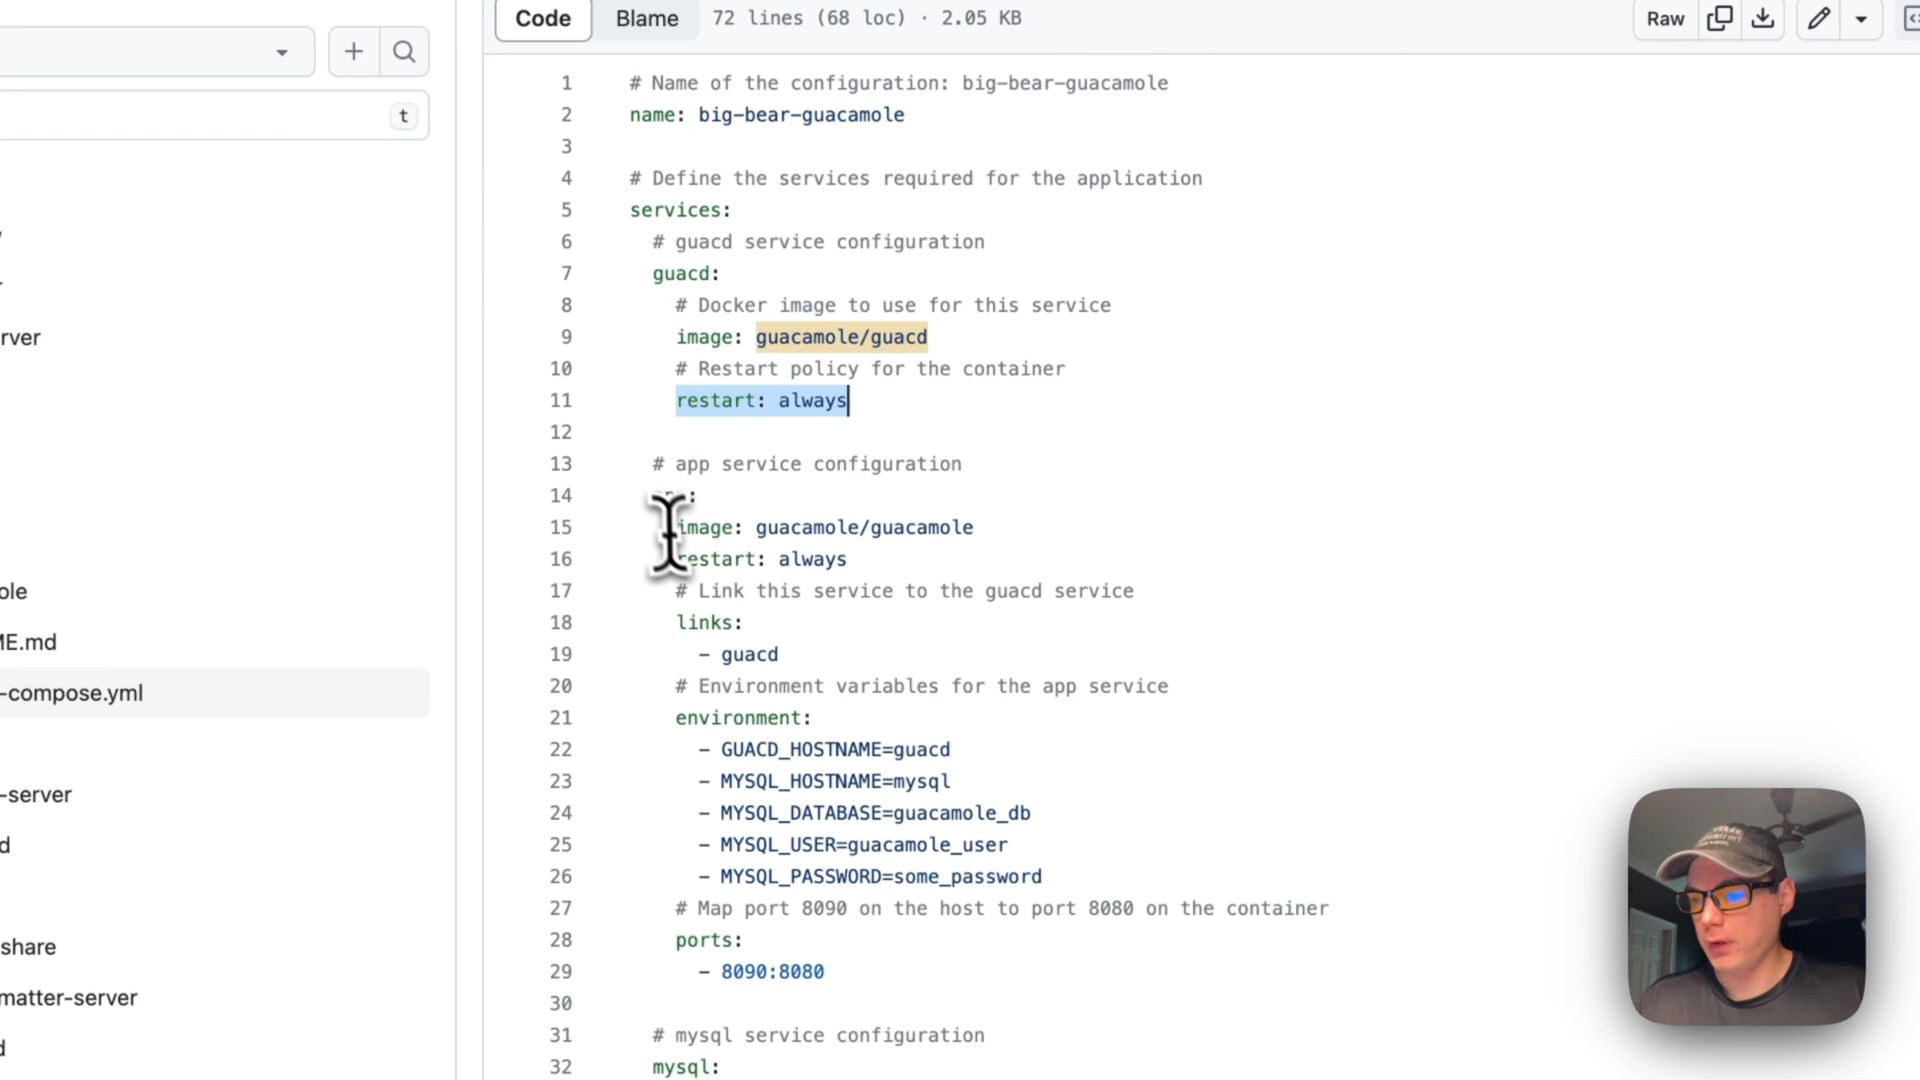 Code Blame 72 lines (68 loc) · 2.05 KB Raw
t
rver
ole
ME.md
-compose.yml
-server
d
share
matter-server
d
1 # Name of the configuration: big-bear-guacamole
2 name: big-bear-guacamole
3
4 # Define the services required for the application
5 services:
6 # guacd service configuration
7 guacd:
8 # Docker image to use for this service
9 image: guacamole/guacd
10 # Restart policy for the container
11 restart: always
12
13 # app service configuration
14 :
15 image: guacamole/guacamole
16 restart: always
17 # Link this service to the guacd service
18 links:
19 - guacd
20 # Environment variables for the app service
21 environment:
22 - GUACD_HOSTNAME=guacd
23 - MYSQL_HOSTNAME=mysql
24 - MYSQL_DATABASE=guacamole_db
25 - MYSQL_USER=guacamole_user
26 - MYSQL_PASSWORD=some_password
27 # Map port 8090 on the host to port 8080 on the container
28 ports:
29 - 8090:8080
30
31 # mysql service configuration
32 mysql: